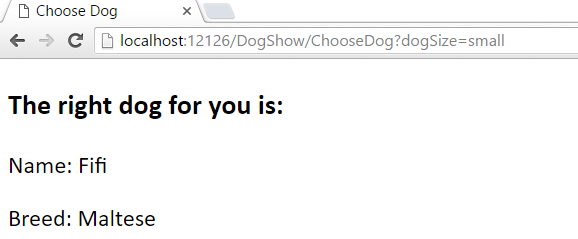 Choose Dog
localhost:12126/DogShow/ChooseDog?dogSize=small
The right dog for you is:
Name: Fifi
Breed: Maltese